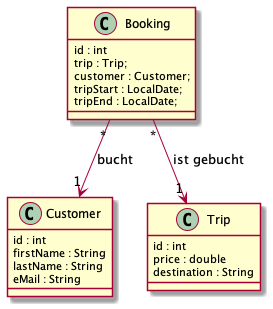 C Booking
id : int
trip : Trip;
customer : Customer;
tripStart : LocalDate;
tripEnd : LocalDate;
* *
bucht ist gebucht
1 1
C Customer
id : int
firstName : String
lastName : String
eMail : String
C Trip
id : int
price : double
destination : String